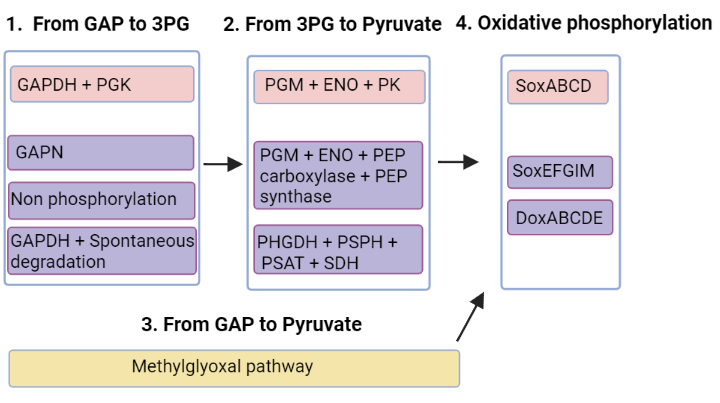 1. From GAP to 3PG
GAPDH + PGK
GAPN
Non phosphorylation
GAPDH + Spontaneous
degradation
2. From 3PG to Pyruvate
PGM + ENO + PK
PGM + ENO + PEP
carboxylase + PEP
synthase
PHGDH + PSPH +
PSAT + SDH
4. Oxidative phosphorylation
SoxABCD
SoxEFGIM
DoxABCDE
3. From GAP to Pyruvate
Methylglyoxal pathway